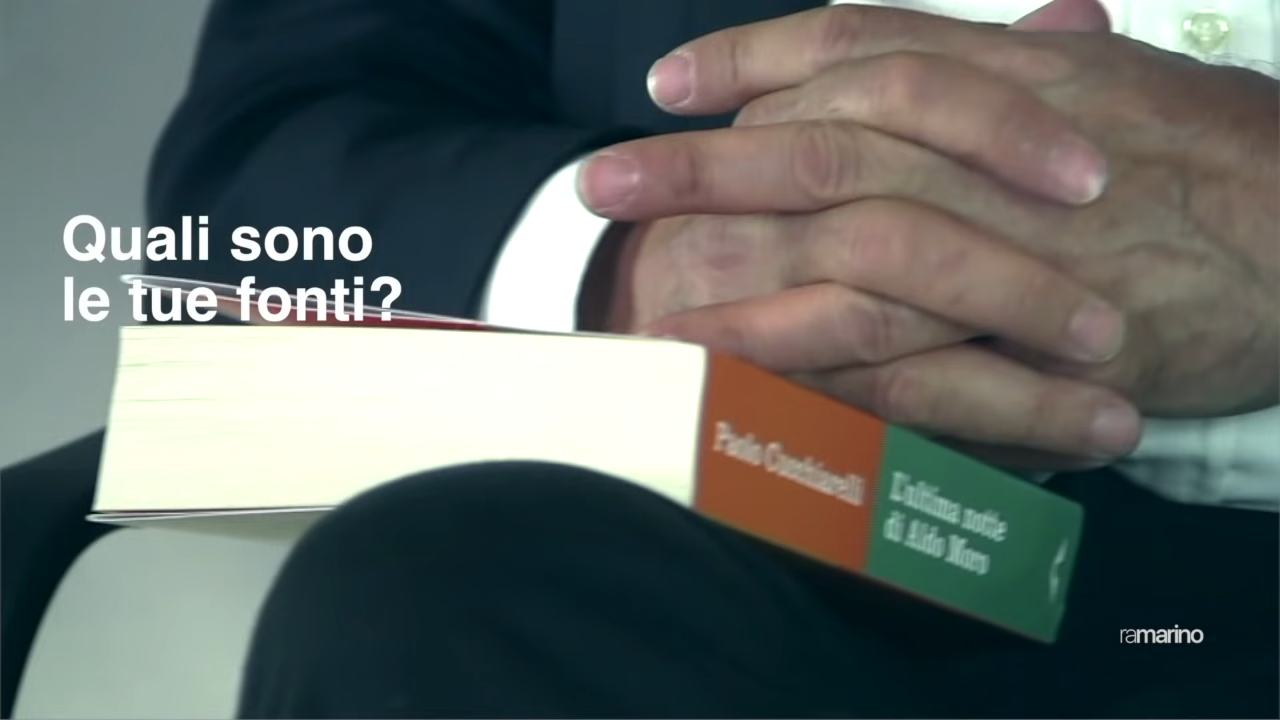 Quali sono
le tue fonti?
Paolo Cucchiarelli
L'ultima notte
di Aldo Moro
ramarino